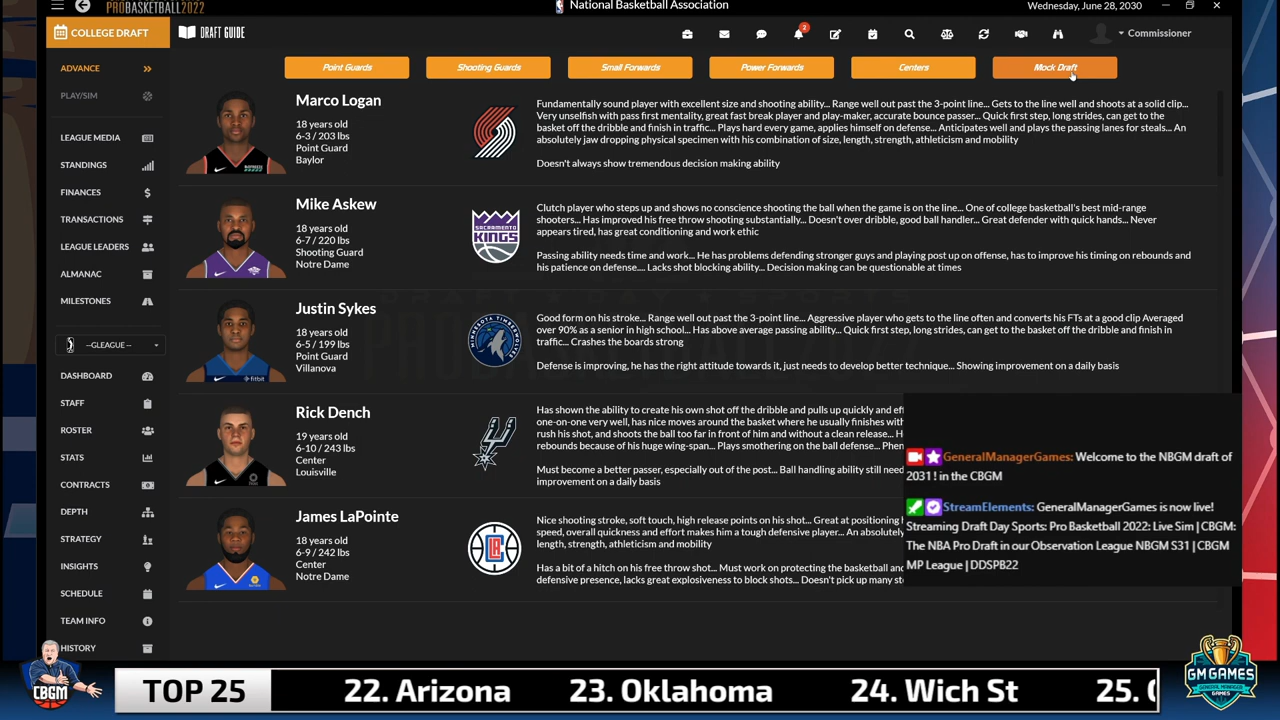 PROBASKETBALL2022
National Basketball Association
Wednesday, June 28, 2030
COLLEGE DRAFT
DRAFT GUIDE
2
Commissioner
ADVANCE
PLAY/SIM
LEAGUE MEDIA
STANDINGS
FINANCES
TRANSACTIONS
LEAGUE LEADERS
ALMANAC
MILESTONES
--GLEAGUE --
DASHBOARD
STAFF
ROSTER
STATS
CONTRACTS
DEPTH
STRATEGY
INSIGHTS
SCHEDULE
TEAM INFO
HISTORY
Point Guards
Shooting Guards
Small Forwards
Power Forwards
Centers
Mock Draft
Marco Logan
18 years old
6-3 / 203 lbs
Point Guard
Baylor
Fundamentally sound player with excellent size and shooting ability... Range well out past the 3-point line... Gets to the line well and shoots at a solid clip...
Very unselfish with pass first mentality, great fast break player and play-maker, accurate bounce passer... Quick first step, long strides, can get to the
basket off the dribble and finish in traffic... Plays hard every game, applies himself on defense... Anticipates well and plays the passing lanes for steals... An
absolutely jaw dropping physical specimen with his combination of size, length, strength, athleticism and mobility
Doesn't always show tremendous decision making ability
Mike Askew
18 years old
6-7 / 220 lbs
Shooting Guard
Notre Dame
SACRAMENTO
KINGS
Clutch player who steps up and shows no conscience shooting the ball when the game is on the line... One of college basketball's best mid-range
shooters... Has improved his free throw shooting substantially... Doesn't over dribble, good ball handler... Great defender with quick hands... Never
appears tired, has great conditioning and work ethic
Passing ability needs time and work... He has problems defending stronger guys and playing post up on offense, has to improve his timing on rebounds and
his patience on defense.... Lacks shot blocking ability... Decision making can be questionable at times
Justin Sykes
18 years old
6-5 / 199 lbs
Point Guard
Villanova
fitbit
MINNESOTA TIMBERWOLVES
Good form on his stroke... Range well out past the 3-point line... Aggressive player who gets to the line often and converts his FTs at a good clip Averaged
over 90% as a senior in high school... Has above average passing ability... Quick first step, long strides, can get to the basket off the dribble and finish in
traffic... Crashes the boards strong
Defense is improving, he has the right attitude towards it, just needs to develop better technique... Showing improvement on a daily basis
Rick Dench
19 years old
6-10 / 243 lbs
Center
Louisville
Has shown the ability to create his own shot off the dribble and pulls up quickly and eff
one-on-one very well, has nice moves around the basket where he usually finishes with
rush his shot, and shoots the ball too far in front of him and without a clean release... H
rebounds because of his huge wing-span... Plays smothering on the ball defense... Phen
Must become a better passer, especially out of the post... Ball handling ability still need
improvement on a daily basis
James LaPointe
18 years old
6-9 / 242 lbs
Center
Notre Dame
Nice shooting stroke, soft touch, high release points on his shot... Great at positioning
speed, overall quickness and effort makes him a tough defensive player... An absolutely
length, strength, athleticism and mobility
Has a bit of a hitch on his free throw shot... Must work on protecting the basketball and
defensive presence, lacks great explosiveness to block shots... Doesn't pick up many ste
GeneralManagerGames: Welcome to the NBGM draft of
2031 ! in the CBGM
StreamElements: GeneralManagerGames is now live!
Streaming Draft Day Sports: Pro Basketball 2022: Live Sim | CBGM:
The NBA Pro Draft in our Observation League NBGM S31 | CBGM
MP League | DDSPB22
CBGM
TOP 25
22. Arizona
23. Oklahoma
24. Wich St
25.
GM GAMES
GENERAL MANAGER
GAMES